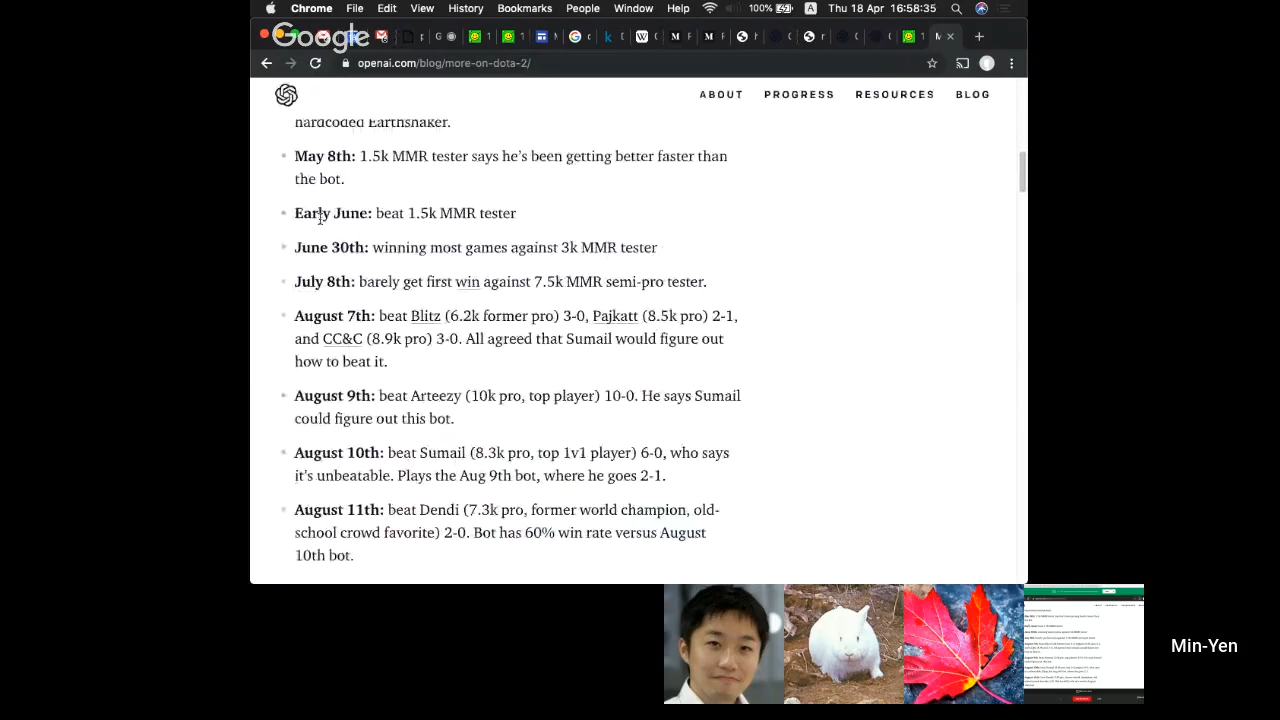 Chrome File Edit View History Bookmarks People Window Help 100% A Thu 18 Apr 16:58:35
Google
openai.com/blog/more-on-dota-2/
ABOUT PROGRESS RESOURCES BLOG
hardcoded Earthshaker.
May 8th: 1.5k MMR tester says he's been getting better faster than
the bot.
Early June: beat 1.5k MMR tester
June 30th: winning most games against 3k MMR tester
July 8th: barely get first win against 7.5k MMR semi-pro tester.
August 7th: beat Blitz (6.2k former pro) 3-0, Pajkatt (8.5k pro) 2-1,
and CC&C (8.9k pro) 3-0. All agreed that Sumail would figure out
how to beat it.
August 9th: beat Arteezy (10k pro, top player) 10-0. He says Sumail
could figure out this bot.
August 10th: beat Sumail (8.3k pro, top 1v1 player) 6-0, who says
it's unbeatable. Plays the Aug 9th bot, where he goes 2-1.
August 11th: beat Dendi (7.3k pro, former world champion, old-
school crowd favorite) 2-0. Bot has 60% win rate versus August
10th bot.
Min-Yen